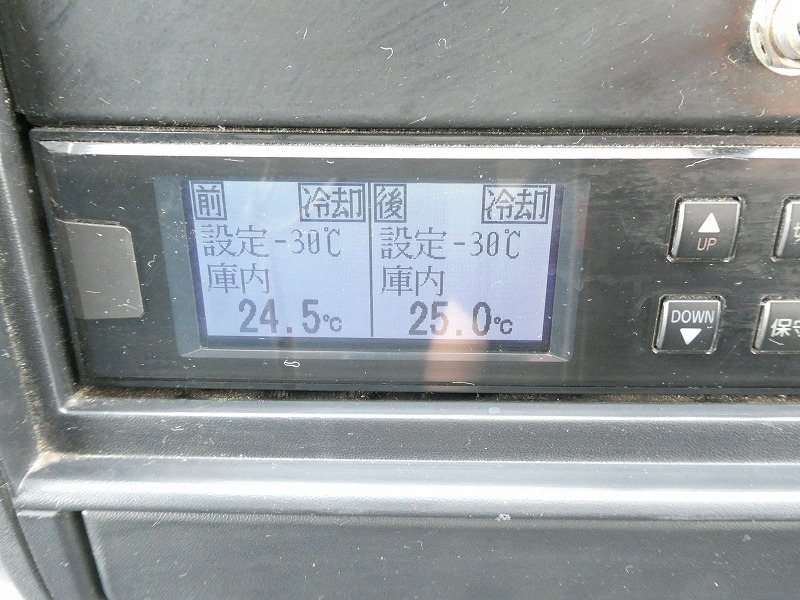 前 冷却 後 冷却
設定 -30℃ 設定 -30℃
庫内 庫内
24.5℃ 25.0℃
UP
DOWN